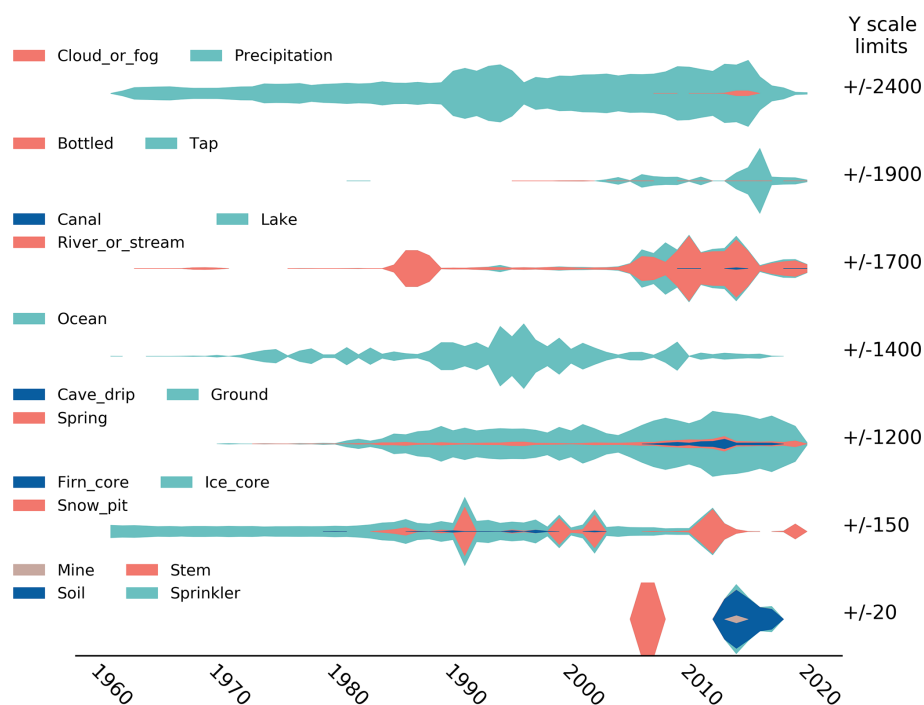 Y scale
limits
Cloud_or_fog Precipitation
+/-2400
Bottled Tap
+/-1900
Canal Lake
River_or_stream
+/-1700
Ocean
+/-1400
Cave_drip Ground
Spring
+/-1200
Firn_core Ice_core
Snow_pit
+/-150
Mine Stem
Soil Sprinkler
+/-20
1960 1970 1980 1990 2000 2010 2020